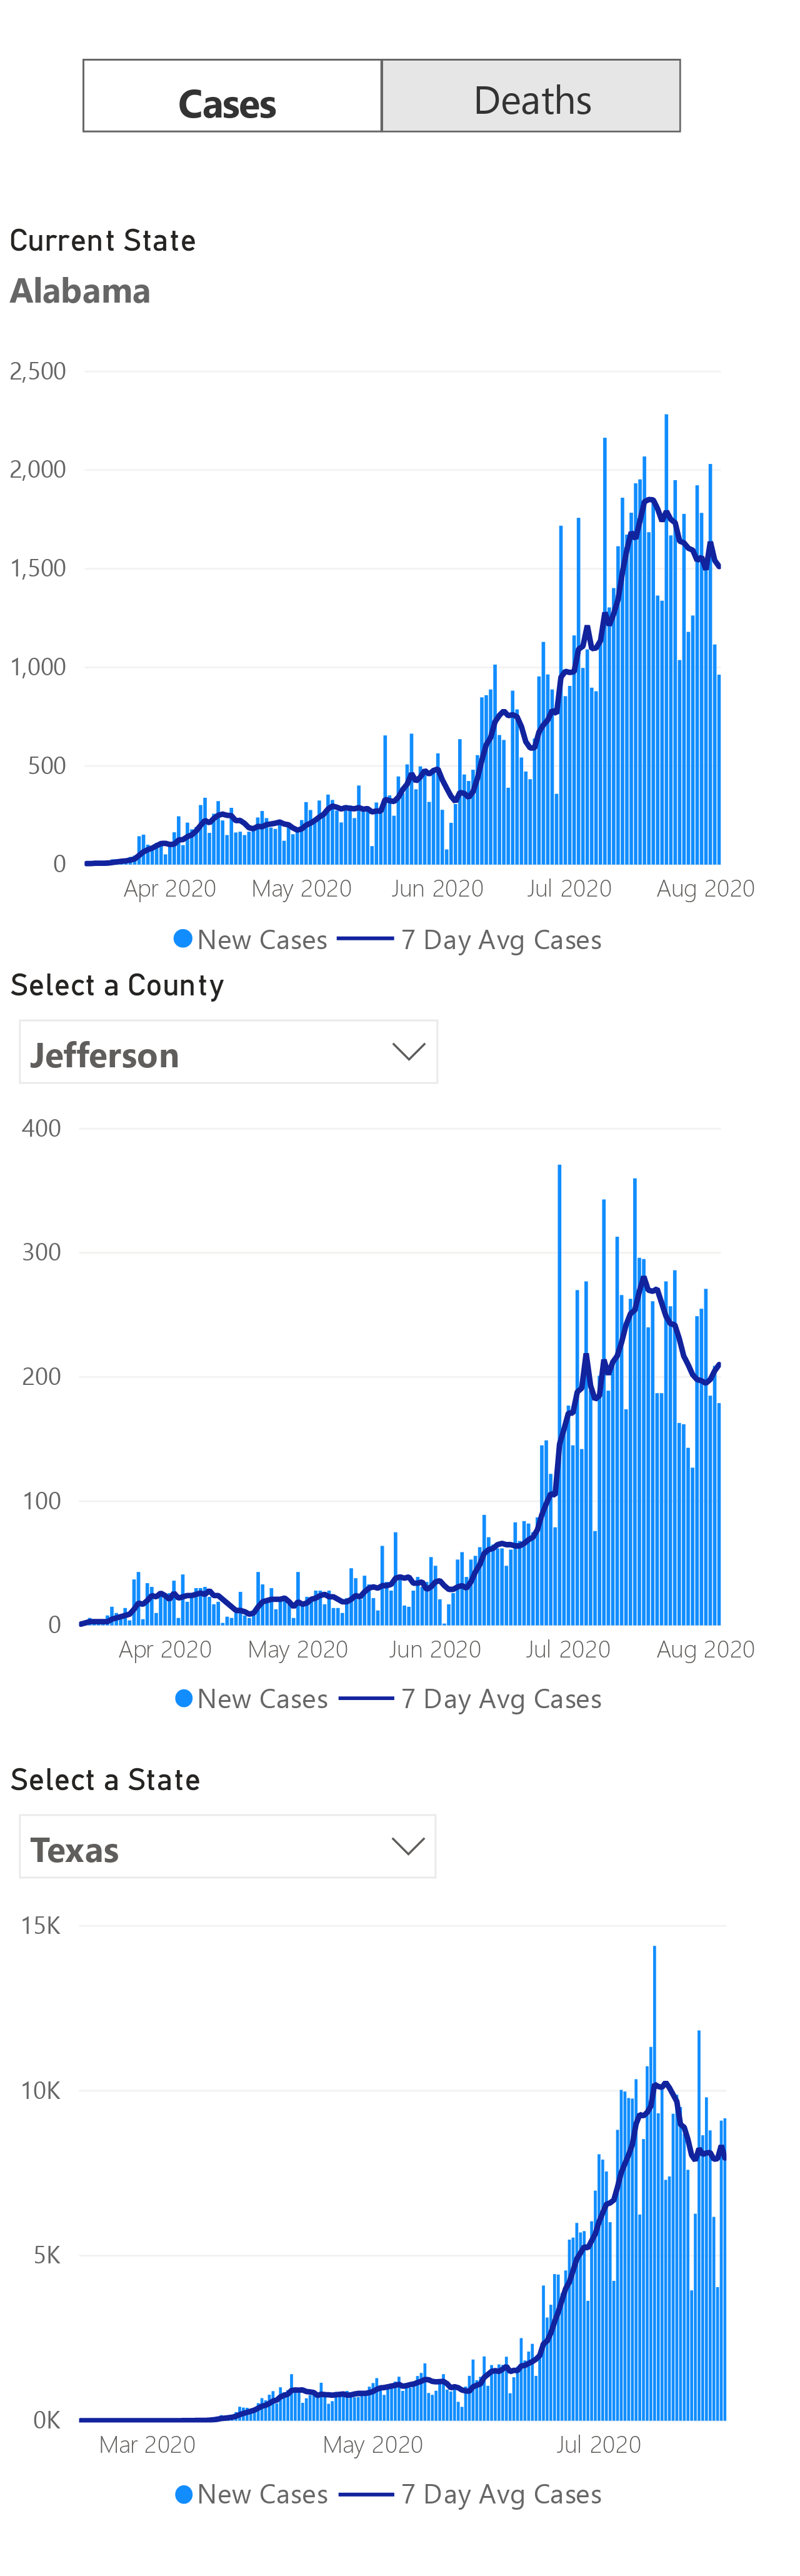 Cases Deaths
Current State
Alabama
2,500
2,000
1,500
1,000
500
0
Apr 2020 May 2020 Jun 2020 Jul 2020 Aug 2020
New Cases 7 Day Avg Cases
Select a County
Jefferson
400
300
200
100
0
Apr 2020 May 2020 Jun 2020 Jul 2020 Aug 2020
New Cases 7 Day Avg Cases
Select a State
Texas
15K
10K
5K
0K
Mar 2020 May 2020 Jul 2020
New Cases 7 Day Avg Cases